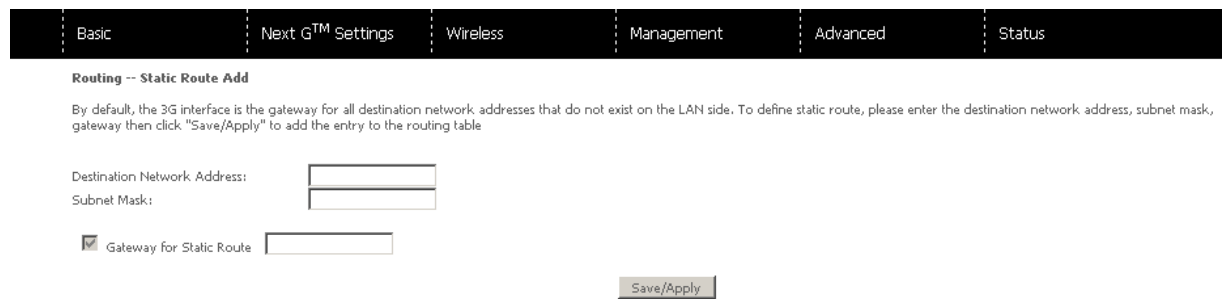 Basic Next G™ Settings Wireless Management Advanced Status
Routing -- Static Route Add
By default, the 3G interface is the gateway for all destination network addresses that do not exist on the LAN side. To define static route, please enter the destination network address, subnet mask,
gateway then click "Save/Apply" to add the entry to the routing table
Destination Network Address:
Subnet Mask:
Gateway for Static Route
Save/Apply